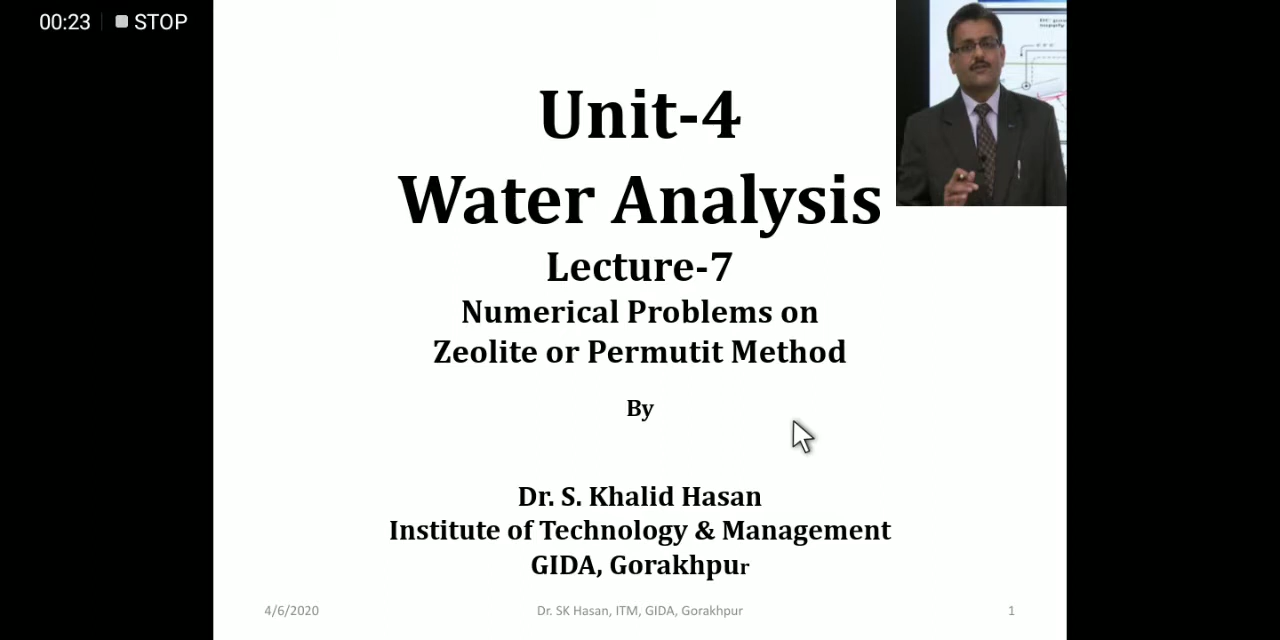 00:23 STOP
Unit-4
Water Analysis
Lecture-7
Numerical Problems on
Zeolite or Permutit Method
By
Dr. S. Khalid Hasan
Institute of Technology & Management
GIDA, Gorakhpur
4/6/2020 Dr. SK Hasan, ITM, GIDA, Gorakhpur 1